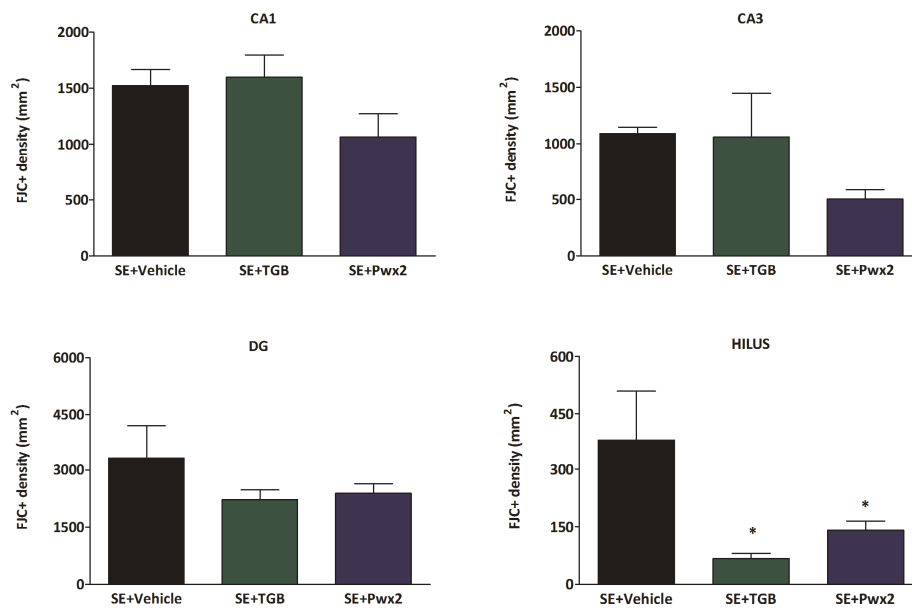 CA1
2000
1500
1000
500
0
FJC+ density (mm²)
SE+Vehicle SE+TGB SE+Pwx2
CA3
2000
1500
1000
500
0
FJC+ density (mm²)
SE+Vehicle SE+TGB SE+Pwx2
DG
6000
4500
3000
1500
0
FJC+ density (mm²)
SE+Vehicle SE+TGB SE+Pwx2
HILUS
600
450
300
150
0
FJC+ density (mm²)
* *
SE+Vehicle SE+TGB SE+Pwx2